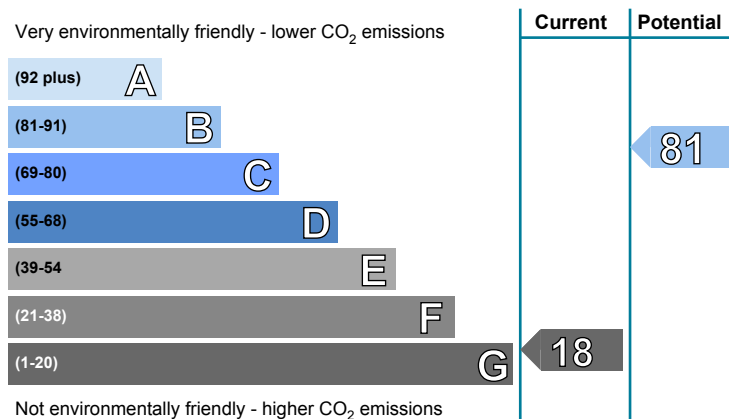 Current Potential
Very environmentally friendly - lower CO2 emissions
(92 plus) A
(81-91) B
81
(69-80) C
(55-68) D
(39-54 E
(21-38) F
(1-20) G 18
Not environmentally friendly - higher CO2 emissions